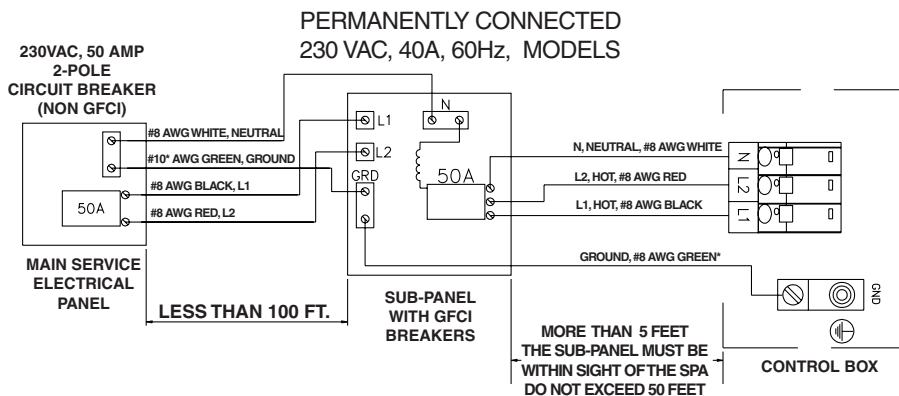 PERMANENTLY CONNECTED
230 VAC, 40A, 60Hz, MODELS
230VAC, 50 AMP
2-POLE
CIRCUIT BREAKER
(NON GFCI)
#8 AWG WHITE, NEUTRAL
#10* AWG GREEN, GROUND
#8 AWG BLACK, L1
#8 AWG RED, L2
50A
MAIN SERVICE
ELECTRICAL
PANEL
LESS THAN 100 FT.
N
L1
L2
GRD
50A
SUB-PANEL
WITH GFCI
BREAKERS
N, NEUTRAL, #8 AWG WHITE
L2, HOT, #8 AWG RED
L1, HOT, #8 AWG BLACK
GROUND, #8 AWG GREEN*
MORE THAN 5 FEET
THE SUB-PANEL MUST BE
WITHIN SIGHT OF THE SPA
DO NOT EXCEED 50 FEET
N
L2
L1
GND
CONTROL BOX